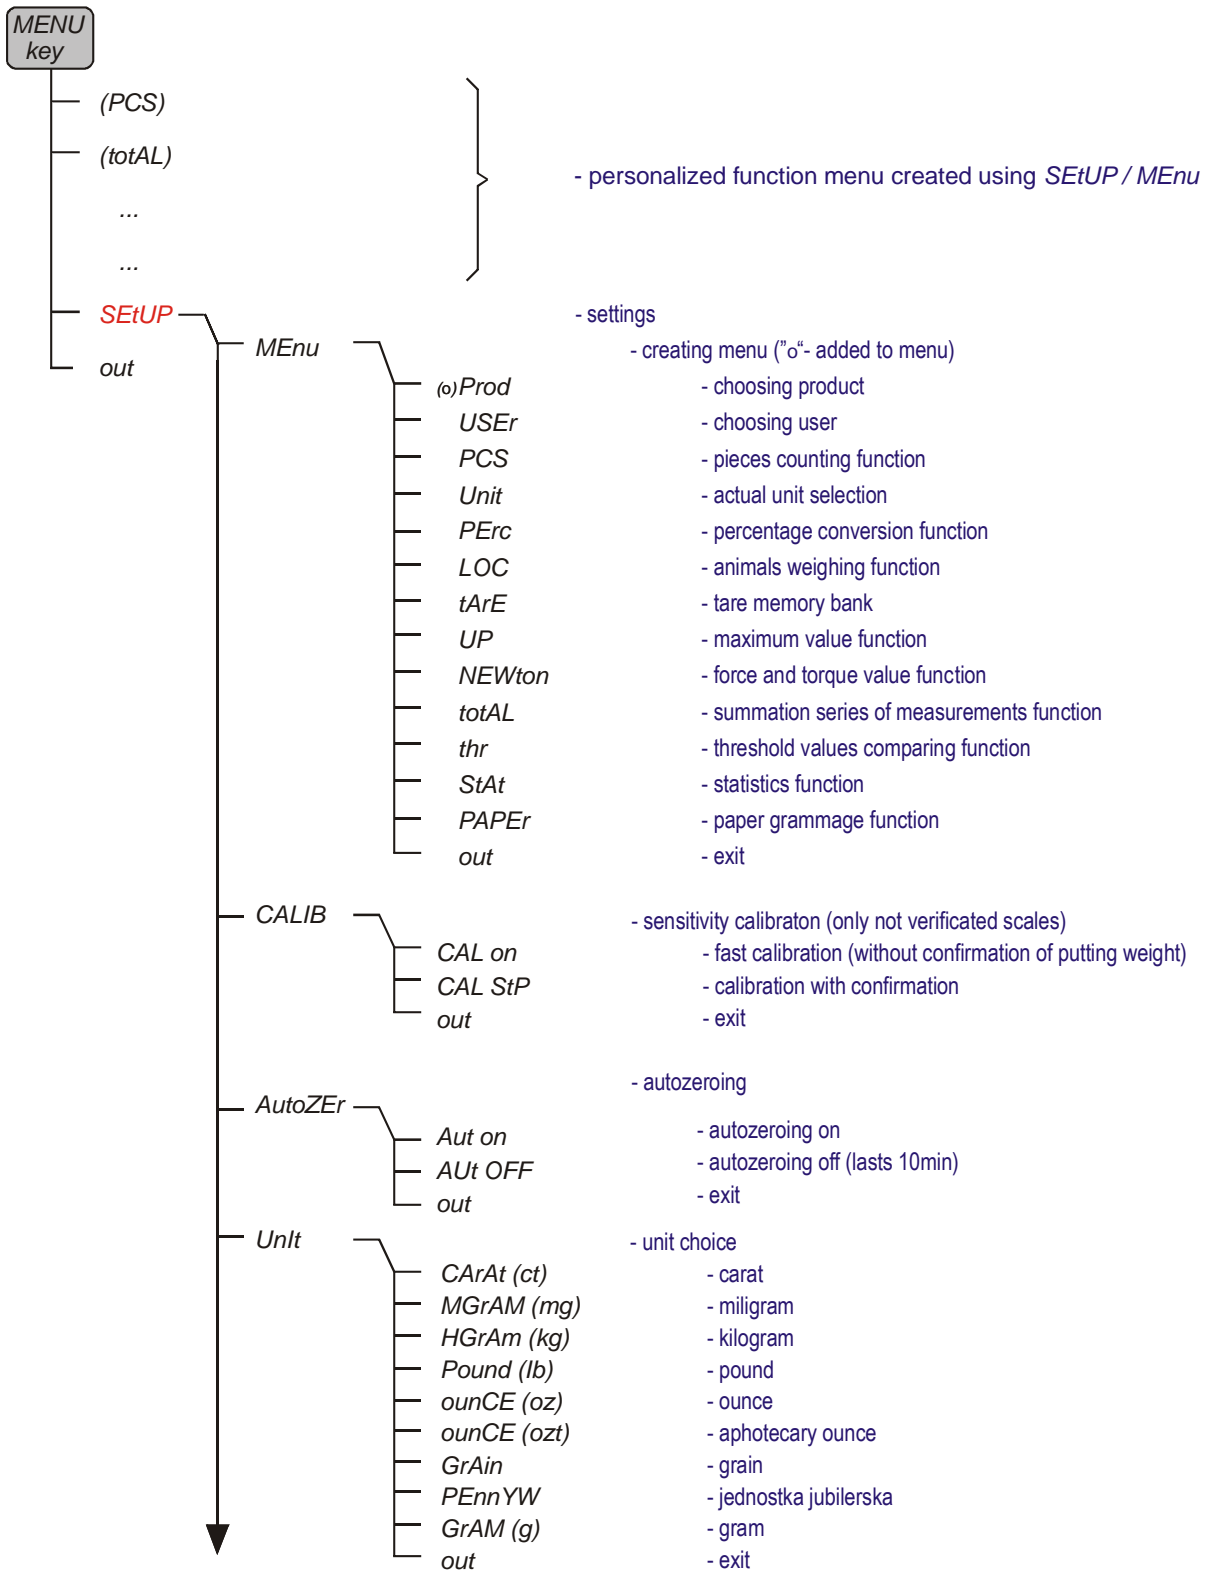 MENU
key
(PCS)
(totAL)
...
- personalized function menu created using SEtUP / MEnu
...
SEtUP - settings
MEnu - creating menu ("o"- added to menu)
out
(o)Prod - choosing product
USEr - choosing user
PCS - pieces counting function
Unit - actual unit selection
PErc - percentage conversion function
LOC - animals weighing function
tArE - tare memory bank
UP - maximum value function
NEWton - force and torque value function
totAL - summation series of measurements function
thr - threshold values comparing function
StAt - statistics function
PAPEr - paper grammage function
out - exit
CALIB - sensitivity calibraton (only not verificated scales)
CAL on - fast calibration (without confirmation of putting weight)
CAL StP - calibration with confirmation
out - exit
AutoZEr - autozeroing
Aut on - autozeroing on
AUt OFF - autozeroing off (lasts 10min)
out - exit
UnIt - unit choice
CArAt (ct) - carat
MGrAM (mg) - miligram
HGrAm (kg) - kilogram
Pound (lb) - pound
ounCE (oz) - ounce
ounCE (ozt) - aphotecary ounce
GrAin - grain
PEnnYW - jednostka jubilerska
GrAM (g) - gram
out - exit